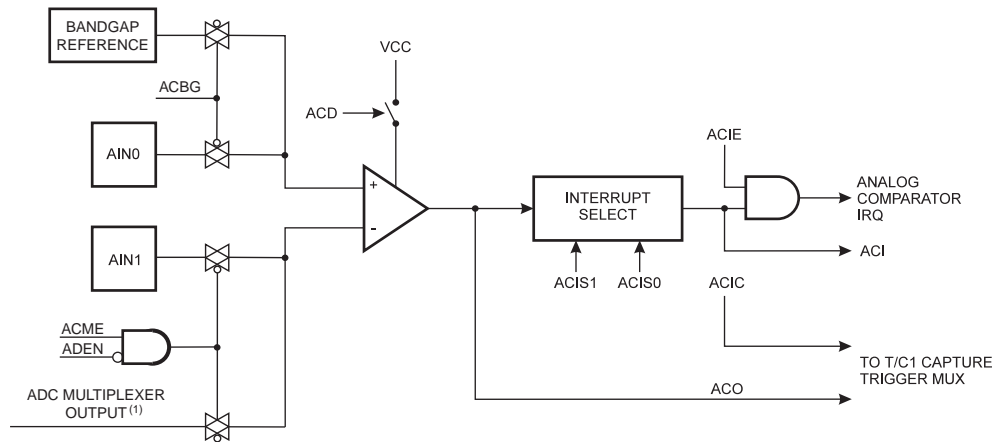 BANDGAP
REFERENCE
VCC
ACBG
ACD
AIN0
ACIE
+
INTERRUPT
SELECT
ANALOG
COMPARATOR
IRQ
-
AIN1
ACI
ACIS1
ACIS0
ACIC
ACME
ADEN
TO T/C1 CAPTURE
TRIGGER MUX
ADC MULTIPLEXER
OUTPUT(1)
ACO